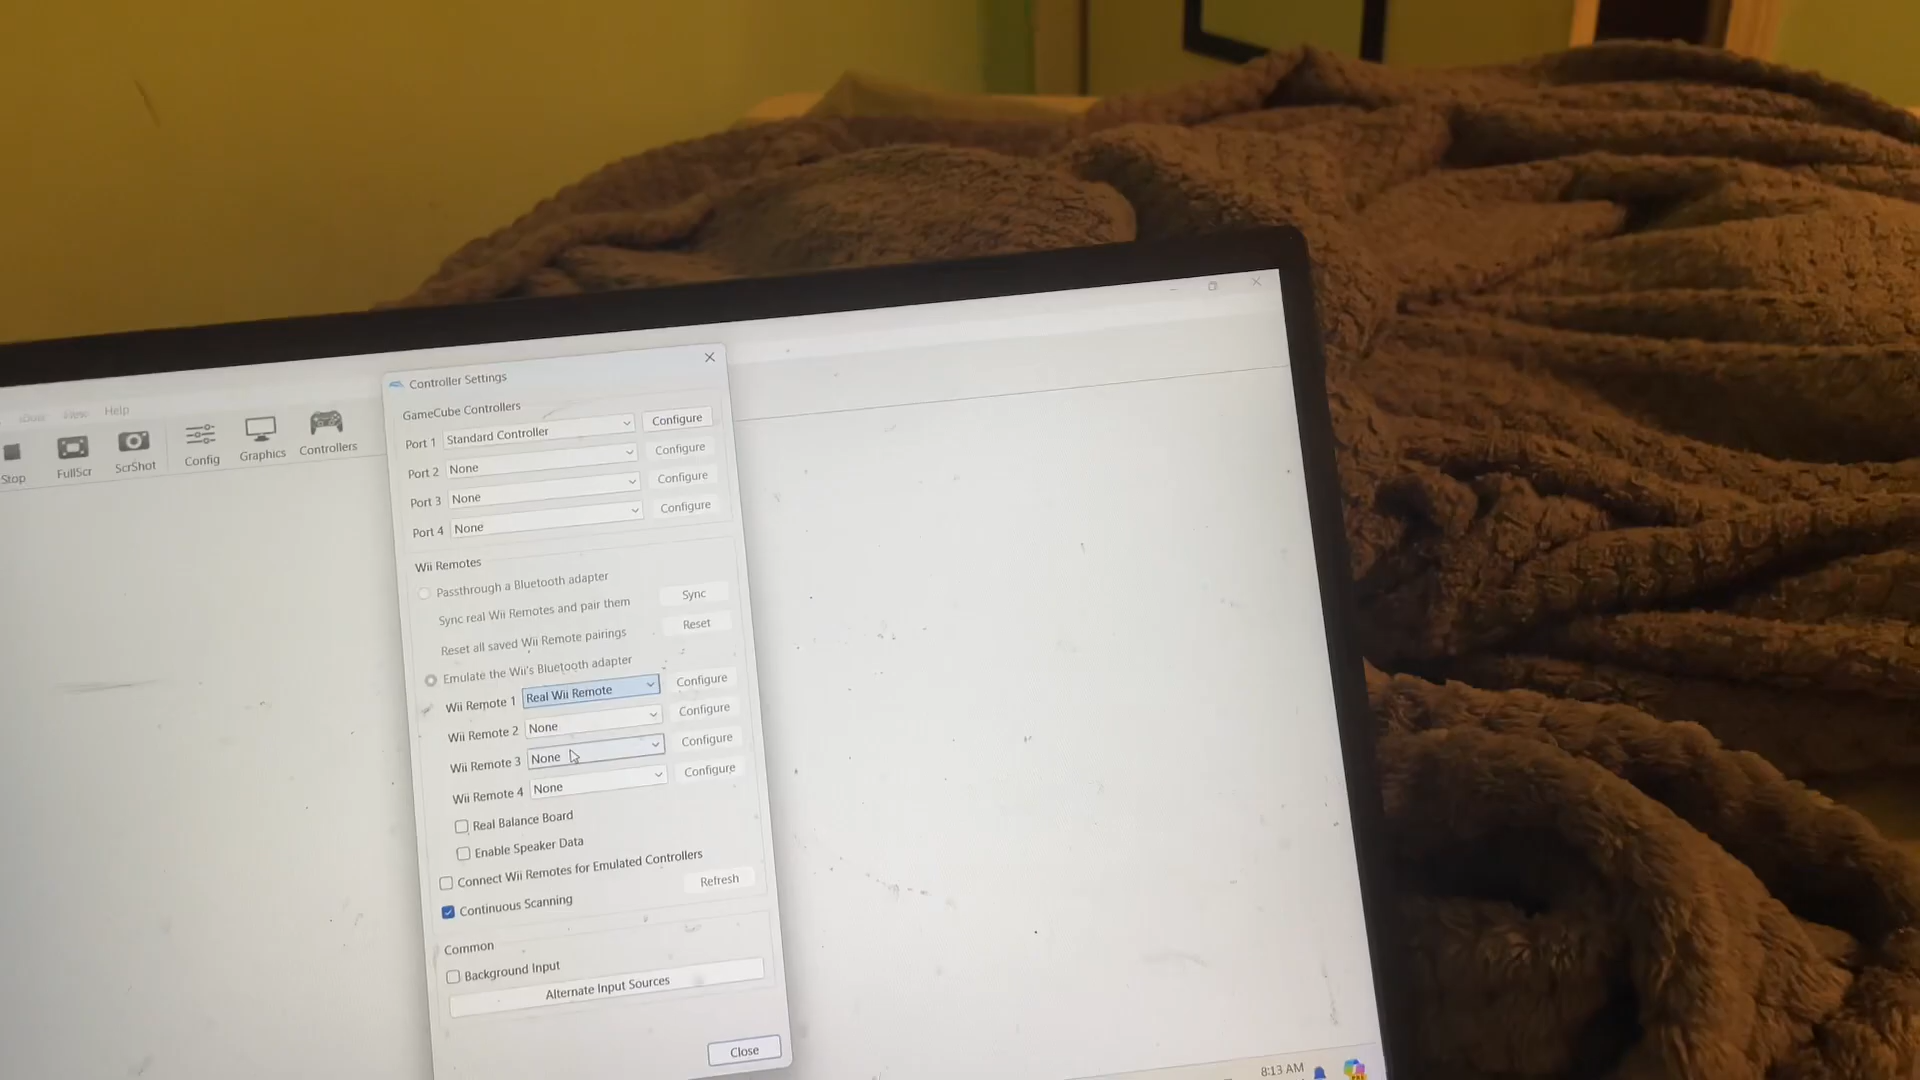 Help
Stop
FullScr
ScrShot
Config
Graphics
Controllers
Controller Settings
GameCube Controllers
Port 1 Standard Controller Configure
Port 2 None Configure
Port 3 None Configure
Port 4 None Configure
Wii Remotes
Passthrough a Bluetooth adapter
Sync real Wii Remotes and pair them Sync
Reset all saved Wii Remote pairings Reset
Emulate the Wii's Bluetooth adapter
Wii Remote 1 Real Wii Remote Configure
Wii Remote 2 None Configure
Wii Remote 3 None Configure
Wii Remote 4 None Configure
Real Balance Board
Enable Speaker Data
Connect Wii Remotes for Emulated Controllers
Continuous Scanning Refresh
Common
Background Input
Alternate Input Sources
Close
8:13 AM